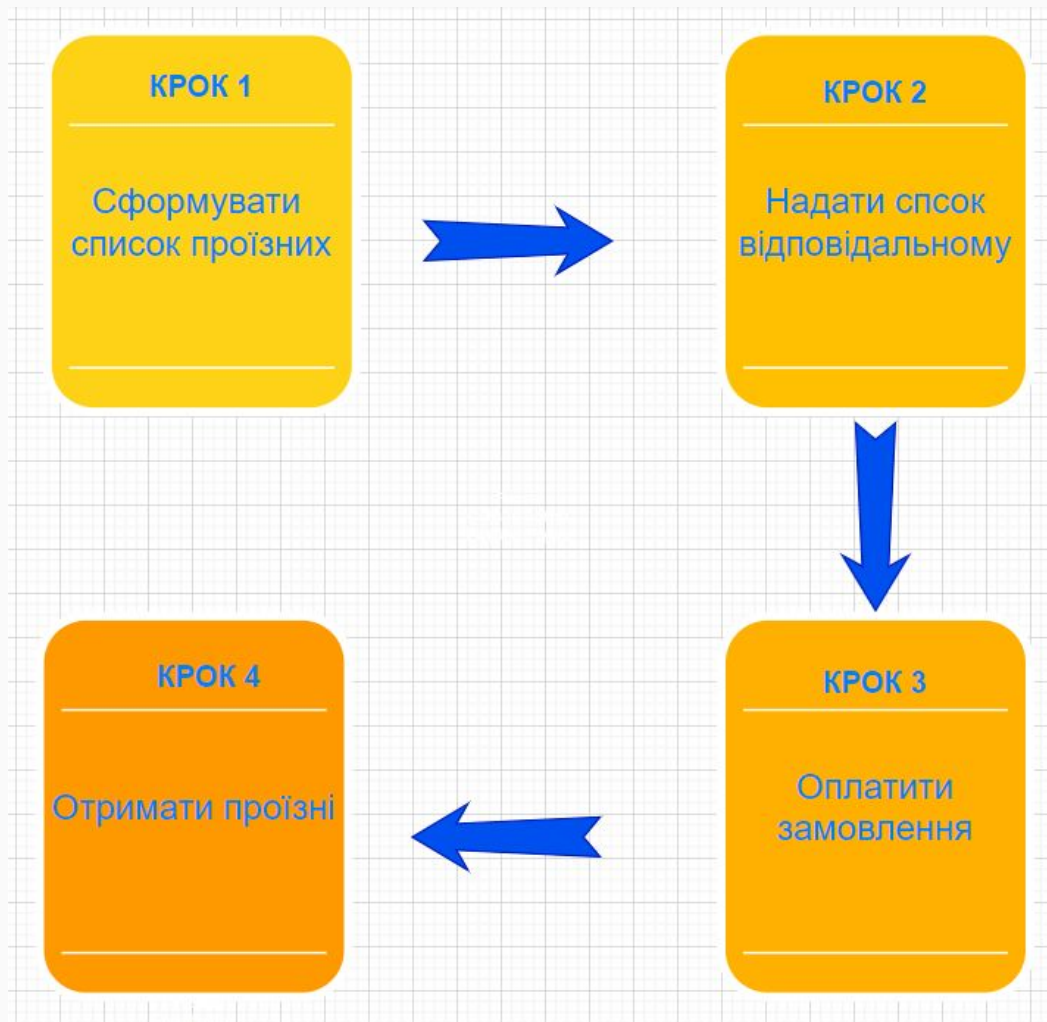 КРОК 1
Сформувати
список проїзних
КРОК 2
Надати спсок
відповідальному
КРОК 3
Оплатити
замовлення
КРОК 4
Отримати проїзні